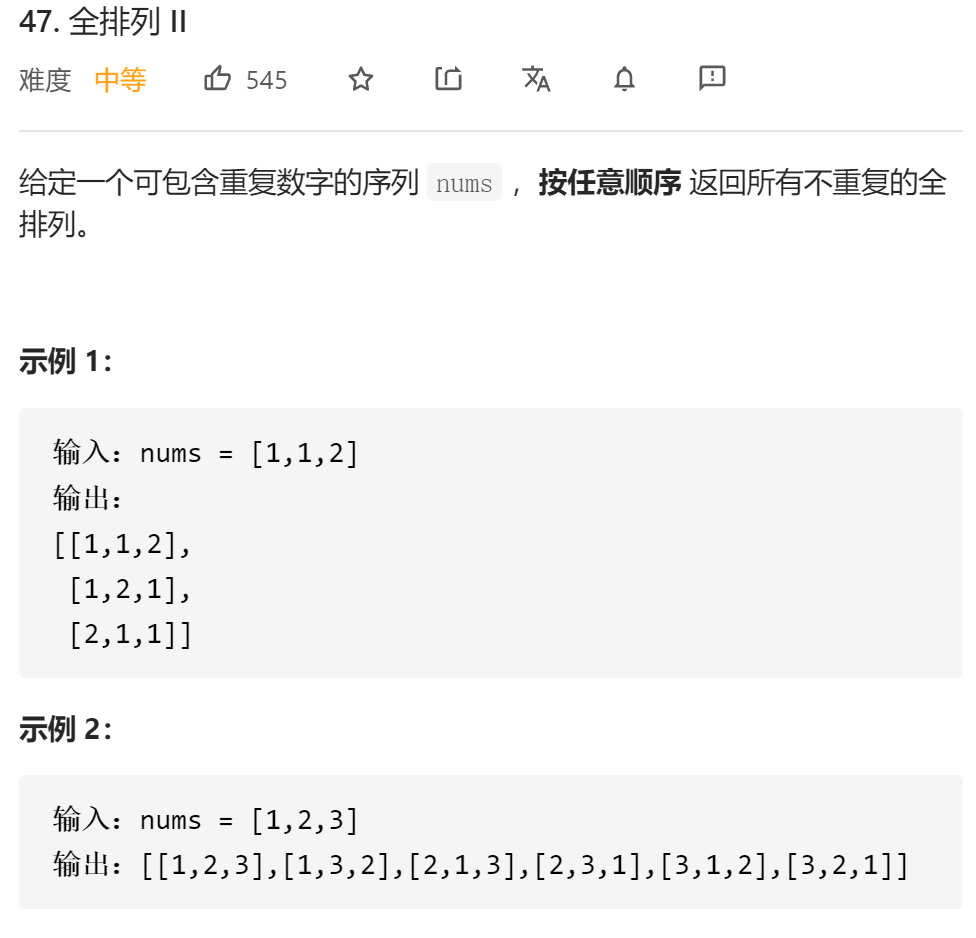 47. 全排列 II
难度 中等 545
给定一个可包含重复数字的序列 nums ，按任意顺序 返回所有不重复的全
排列。
示例 1：
输入：nums = [1,1,2]
输出：
[[1,1,2],
 [1,2,1],
 [2,1,1]]
示例 2：
输入：nums = [1,2,3]
输出：[[1,2,3],[1,3,2],[2,1,3],[2,3,1],[3,1,2],[3,2,1]]